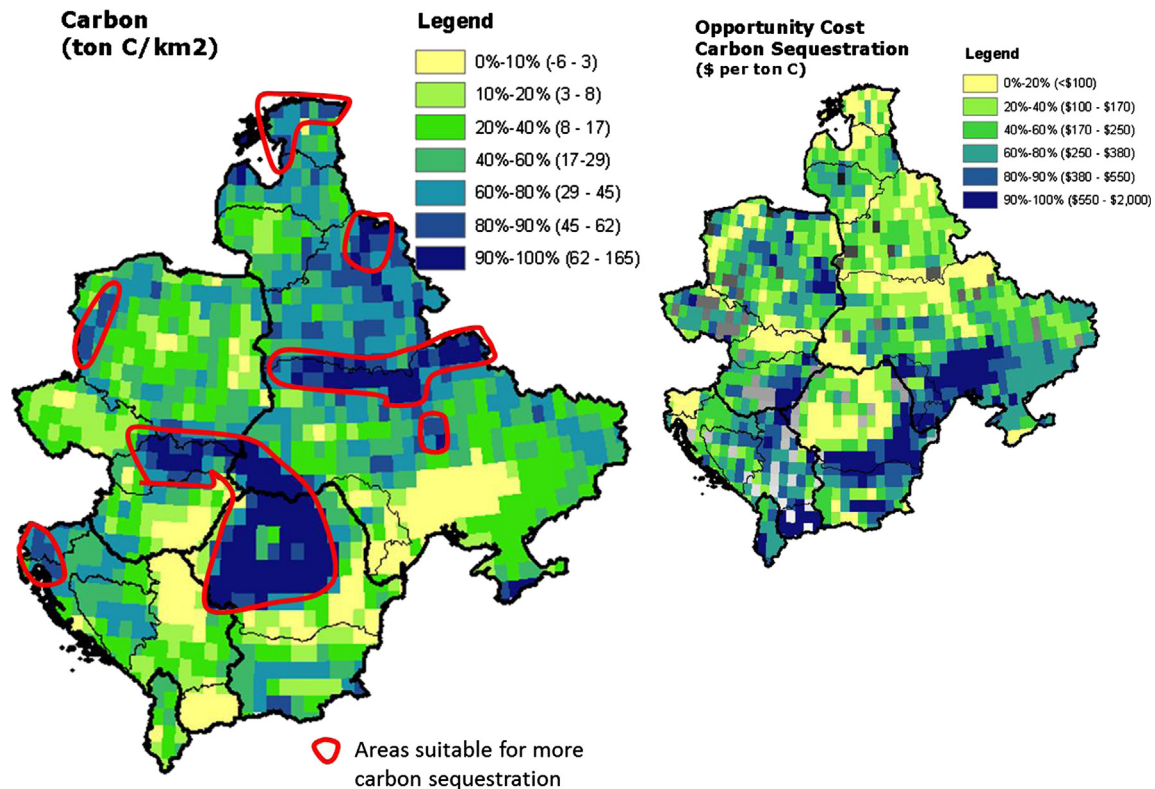 Carbon
(ton C/km2)
Legend
0%-10% (-6 - 3)
10%-20% (3 - 8)
20%-40% (8 - 17)
40%-60% (17-29)
60%-80% (29 - 45)
80%-90% (45 - 62)
90%-100% (62 - 165)
Areas suitable for more
carbon sequestration
Opportunity Cost
Carbon Sequestration
($ per ton C)
Legend
0%-20% (<$100)
20%-40% ($100 - $170)
40%-60% ($170 - $250)
60%-80% ($250 - $380)
80%-90% ($380 - $550)
90%-100% ($550 - $2,000)